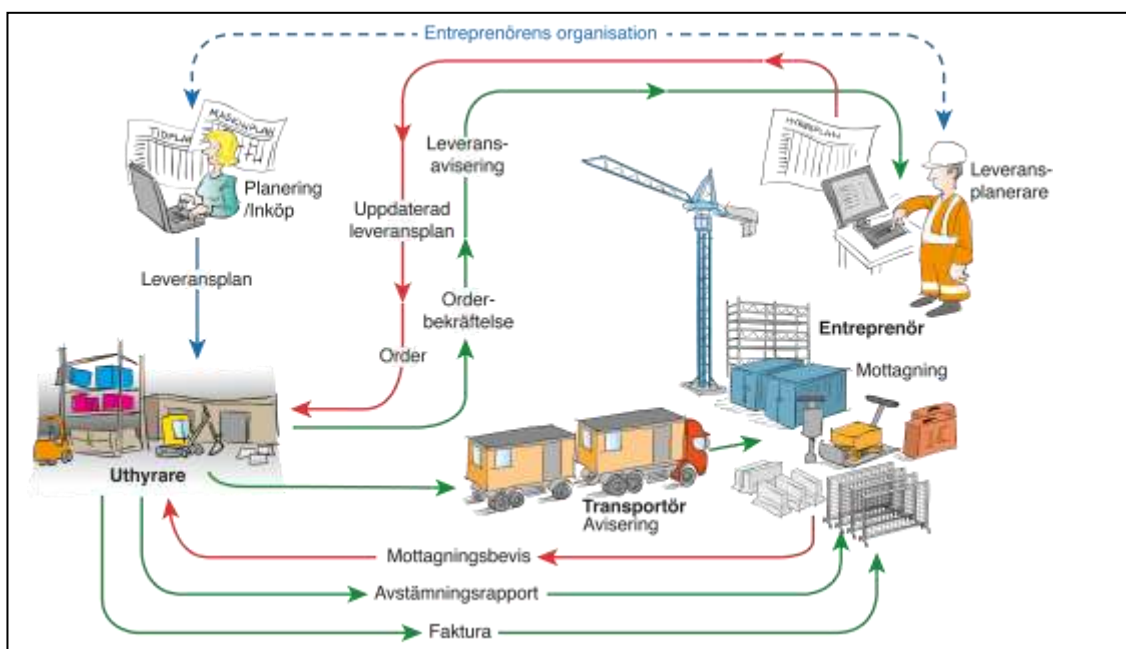 Entreprenörens organisation
TIDPLAN
MASKINPLAN
Planering
/Inköp
Leverans-
avisering
HYRESPLAN
Leverans-
planerare
Uppdaterad
leveransplan
Leveransplan
Order-
bekräftelse
Order
Entreprenör
Mottagning
Uthyrare
Transportör
Avisering
Mottagningsbevis
Avstämningsrapport
Faktura